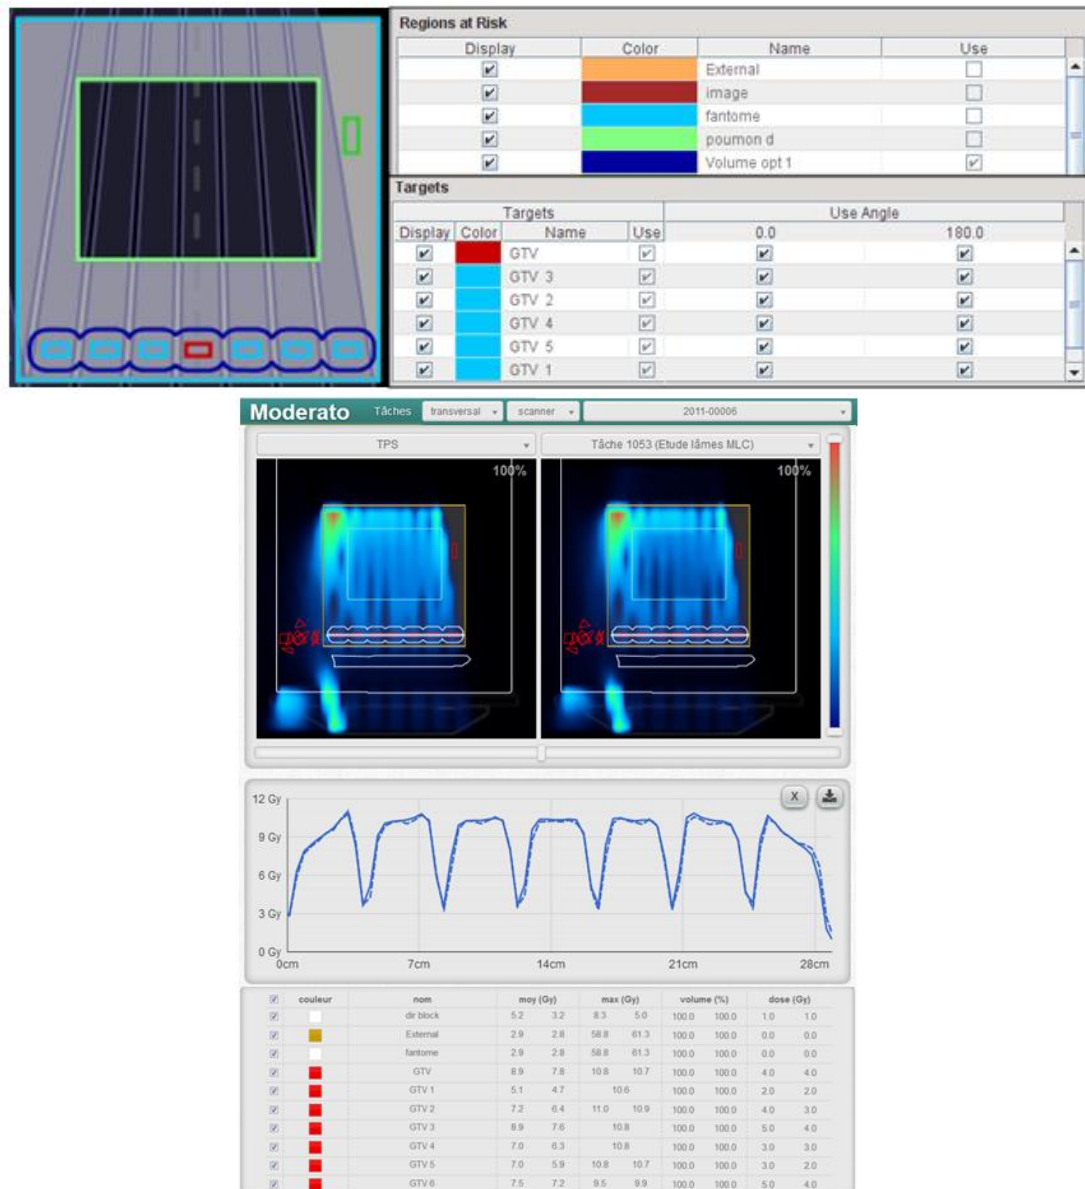 Regions at Risk
Display Color Name Use
External
image
fantome
poumon d
Volume opt 1
Targets
Targets Use Angle
Display Color Name Use 0.0 180.0
GTV
GTV 3
GTV 2
GTV 4
GTV 5
GTV 1
Moderato Tâches transversal scanner 2011-00006
TPS Tâche 1053 (Etude lâmes MLC)
100% 100%
X
12 Gy
9 Gy
6 Gy
3 Gy
0 Gy
0cm 7cm 14cm 21cm 28cm
couleur nom moy (Gy) max (Gy) volume (%) dose (Gy)
dir block 5.2 3.2 8.3 5.0 100.0 100.0 1.0 1.0
External 2.9 2.8 58.8 61.3 100.0 100.0 0.0 0.0
fantome 2.9 2.8 58.8 61.3 100.0 100.0 0.0 0.0
GTV 8.9 7.8 10.8 10.7 100.0 100.0 4.0 4.0
GTV 1 5.1 4.7 10.6 100.0 100.0 2.0 2.0
GTV 2 7.2 6.4 11.0 10.9 100.0 100.0 4.0 3.0
GTV 3 8.9 7.6 10.8 100.0 100.0 5.0 4.0
GTV 4 7.0 6.3 10.8 100.0 100.0 3.0 3.0
GTV 5 7.0 5.9 10.8 10.7 100.0 100.0 3.0 2.0
GTV 6 7.5 7.2 9.5 9.9 100.0 100.0 5.0 4.0